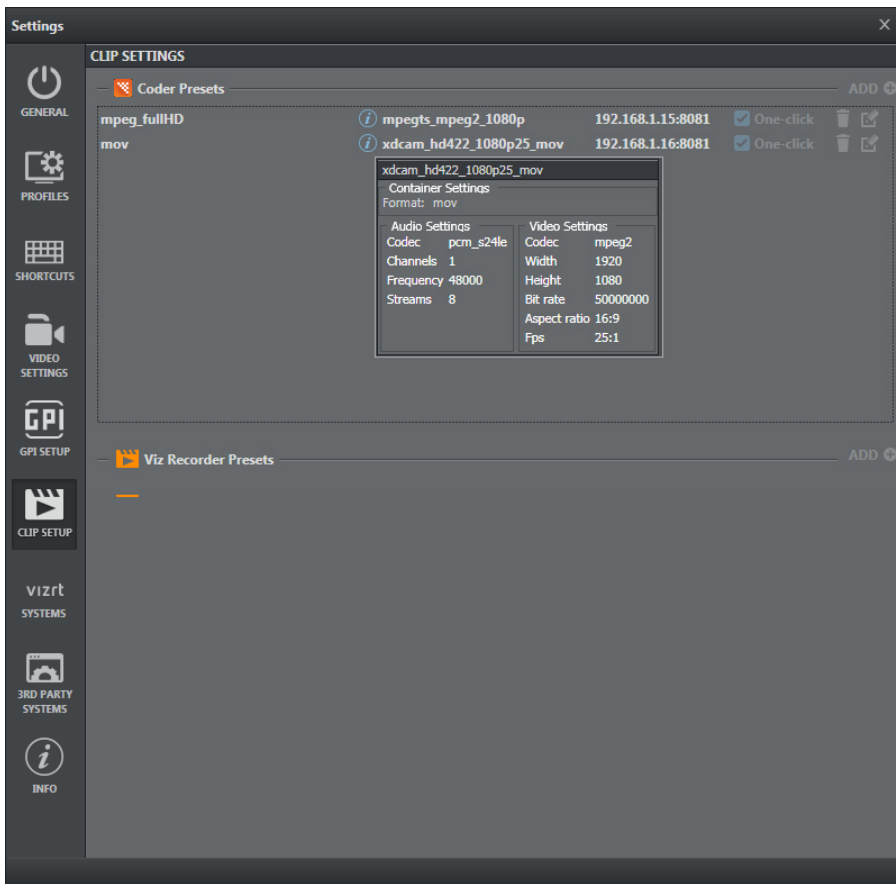 Settings
X
CLIP SETTINGS
GENERAL
Coder Presets
ADD
mpeg_fullHD
i mpegts_mpeg2_1080p
192.168.1.15:8081
One-click
mov
i xdcam_hd422_1080p25_mov
192.168.1.16:8081
One-click
xdcam_hd422_1080p25_mov
Container Settings
Format: mov
Audio Settings
Codec pcm_s24le
Channels 1
Frequency 48000
Streams 8
Video Settings
Codec mpeg2
Width 1920
Height 1080
Bit rate 50000000
Aspect ratio 16:9
Fps 25:1
PROFILES
SHORTCUTS
VIDEO
SETTINGS
GPI
GPI SETUP
Viz Recorder Presets
ADD
CLIP SETUP
vizrt
SYSTEMS
3RD PARTY
SYSTEMS
i
INFO